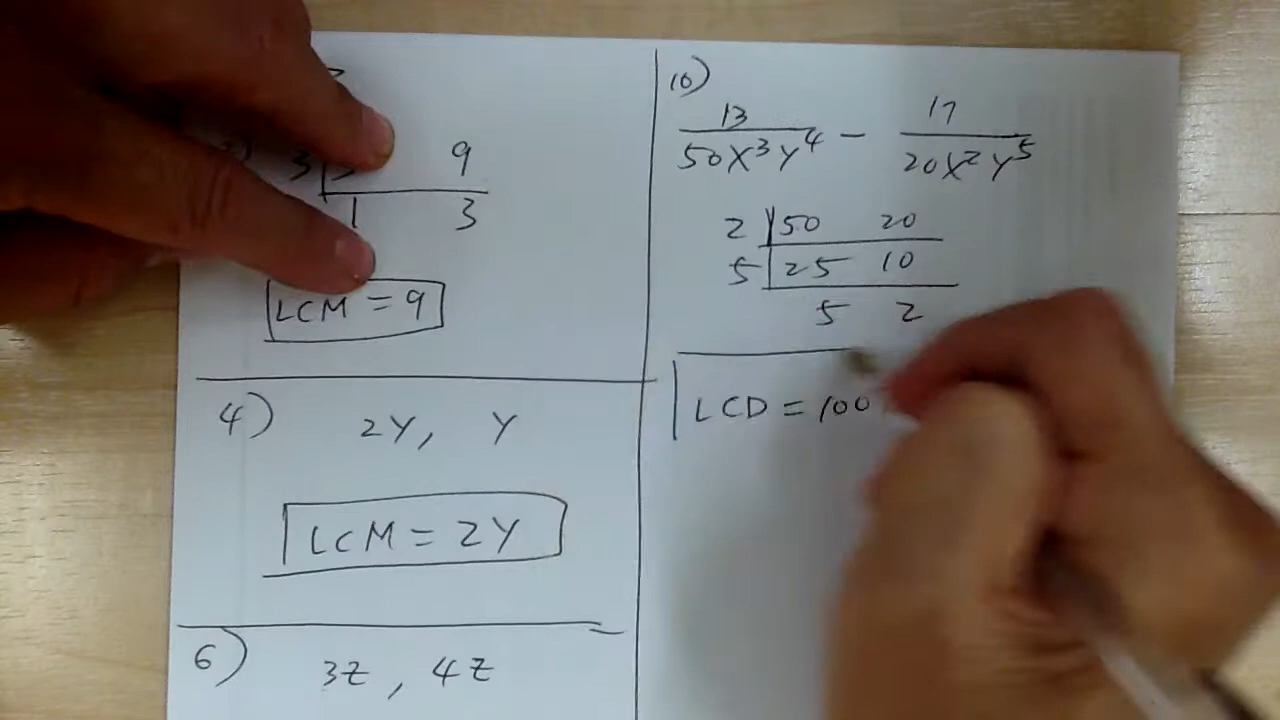 3 9
1 3
LCM = 9
4) 2Y, Y
LCM = 2Y
6) 3Z, 4Z
10)
13 — 17
50X³Y⁴ 20X²Y⁵
2 50 20
5 25 10
5 2
LCD = 100